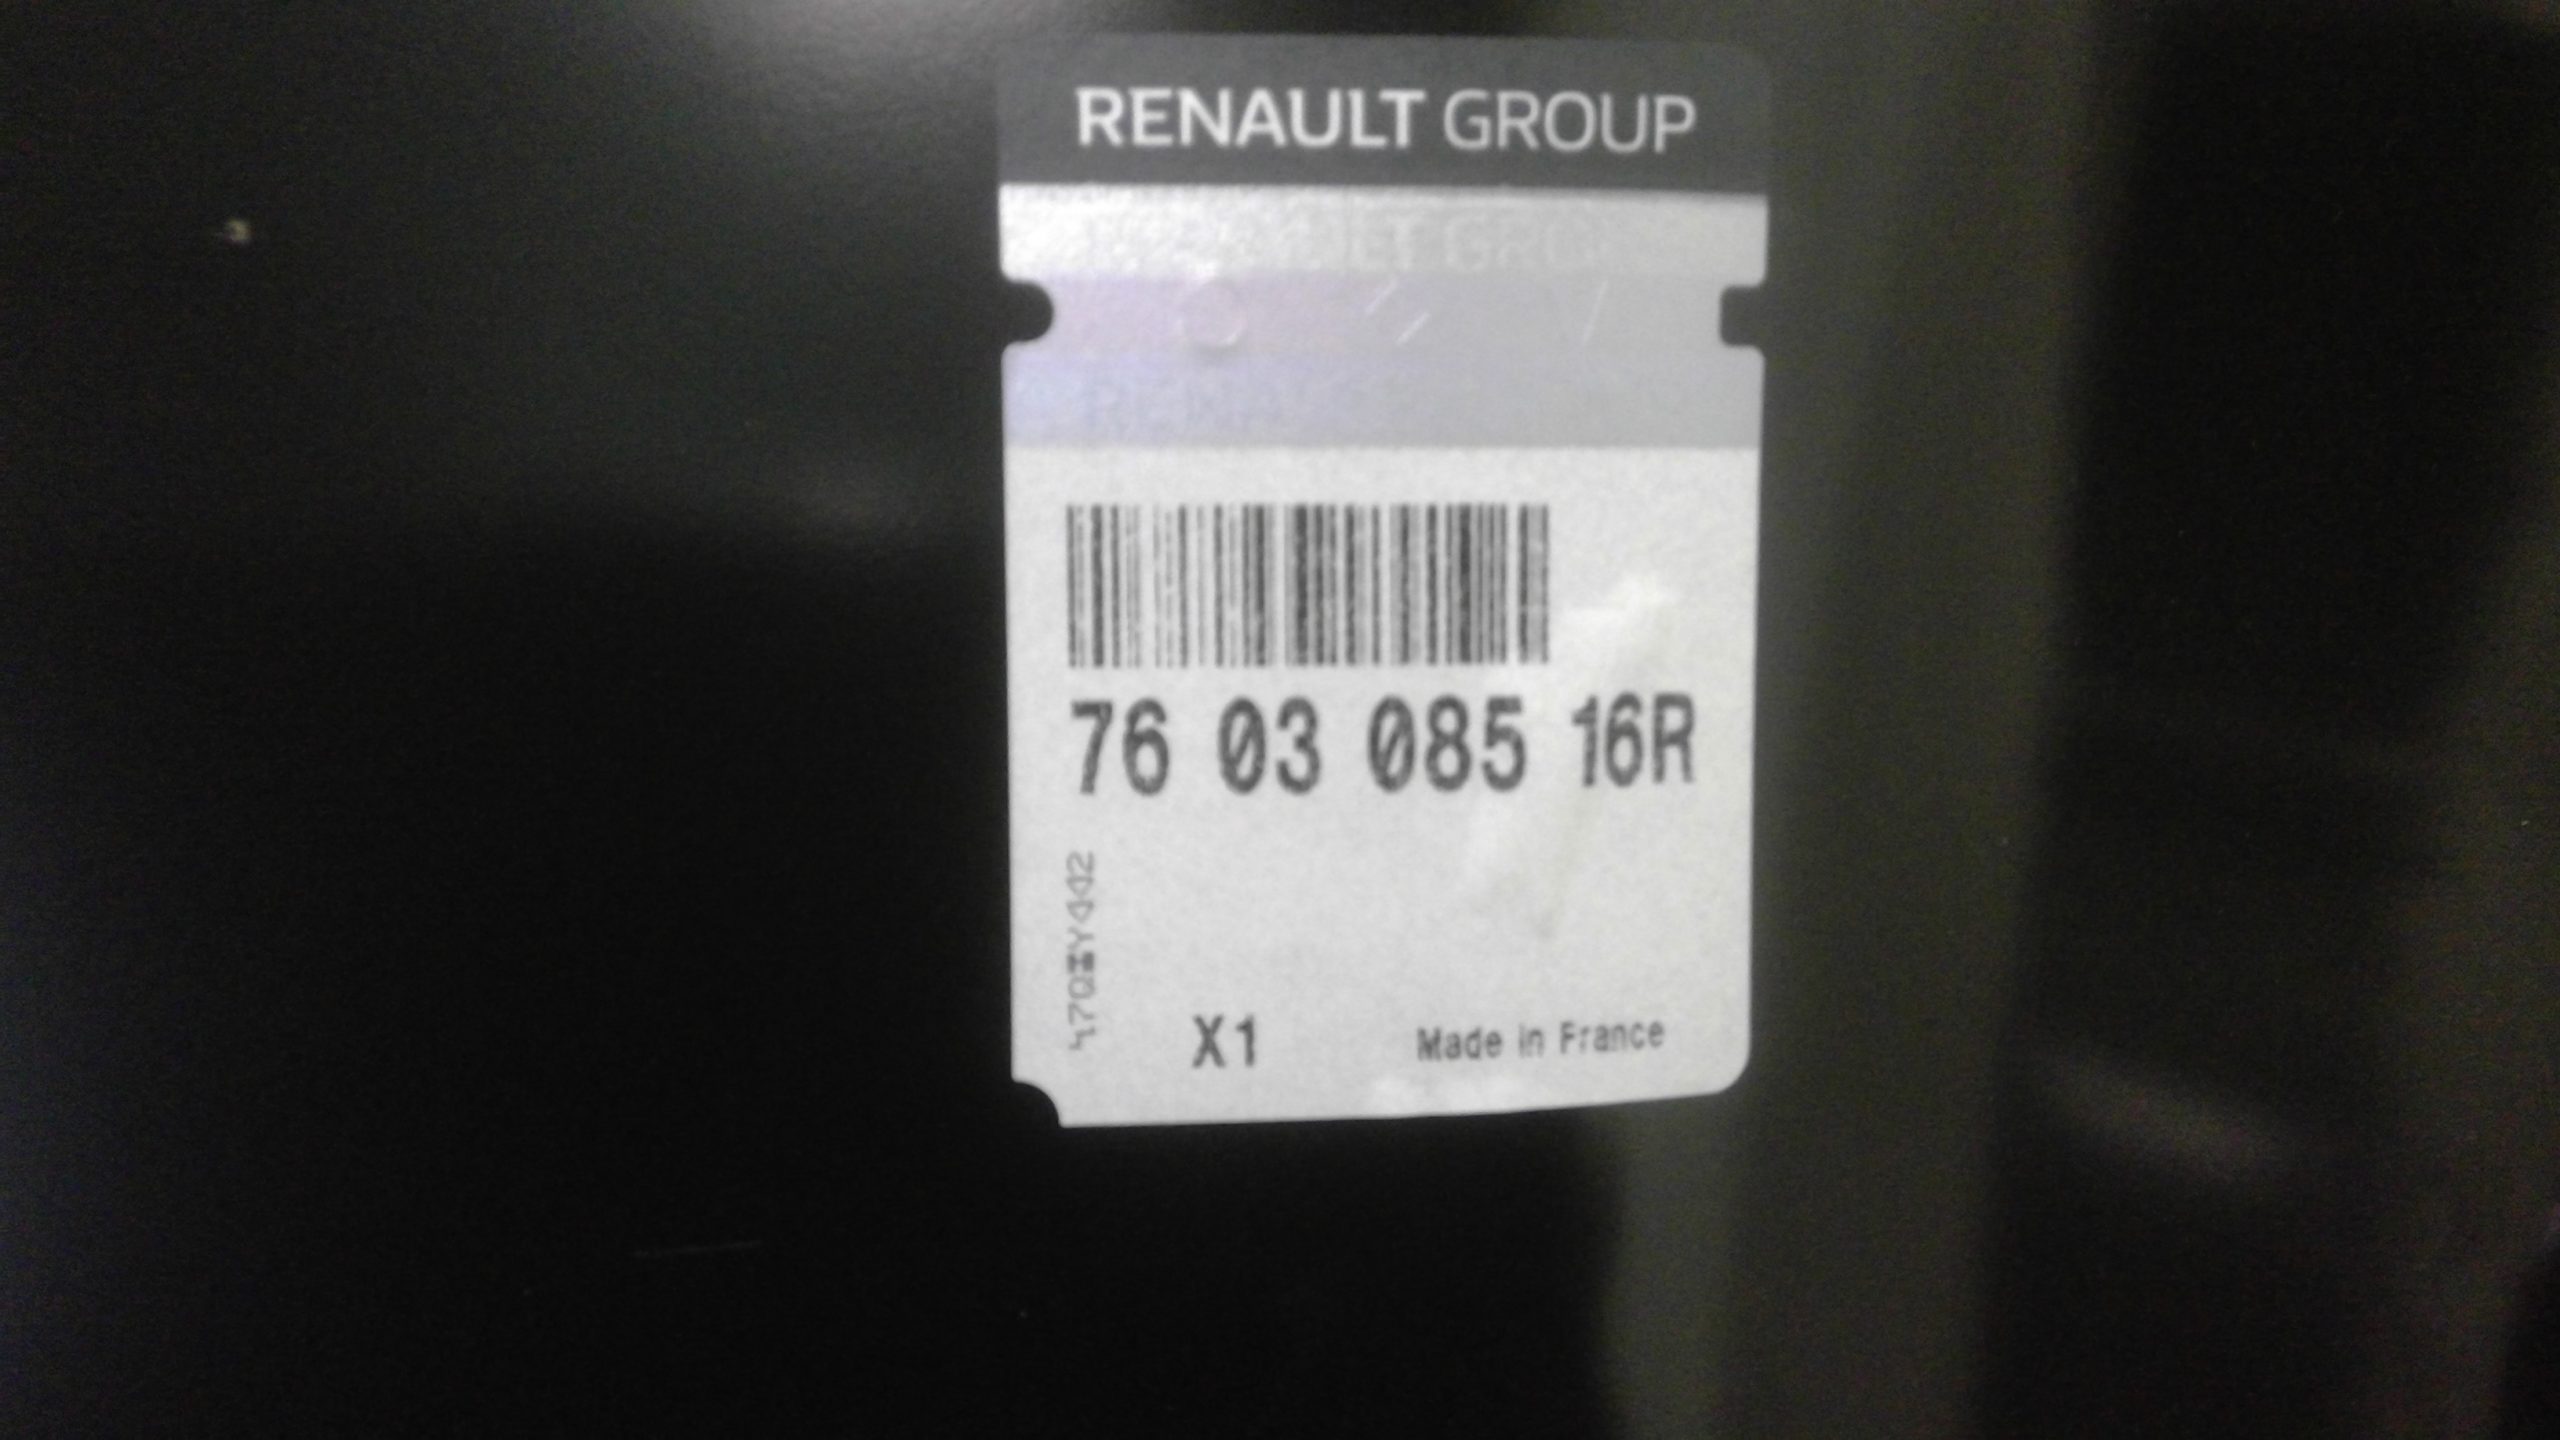 RENAULT GROUP
76 03 085 16R
X1
Made in France